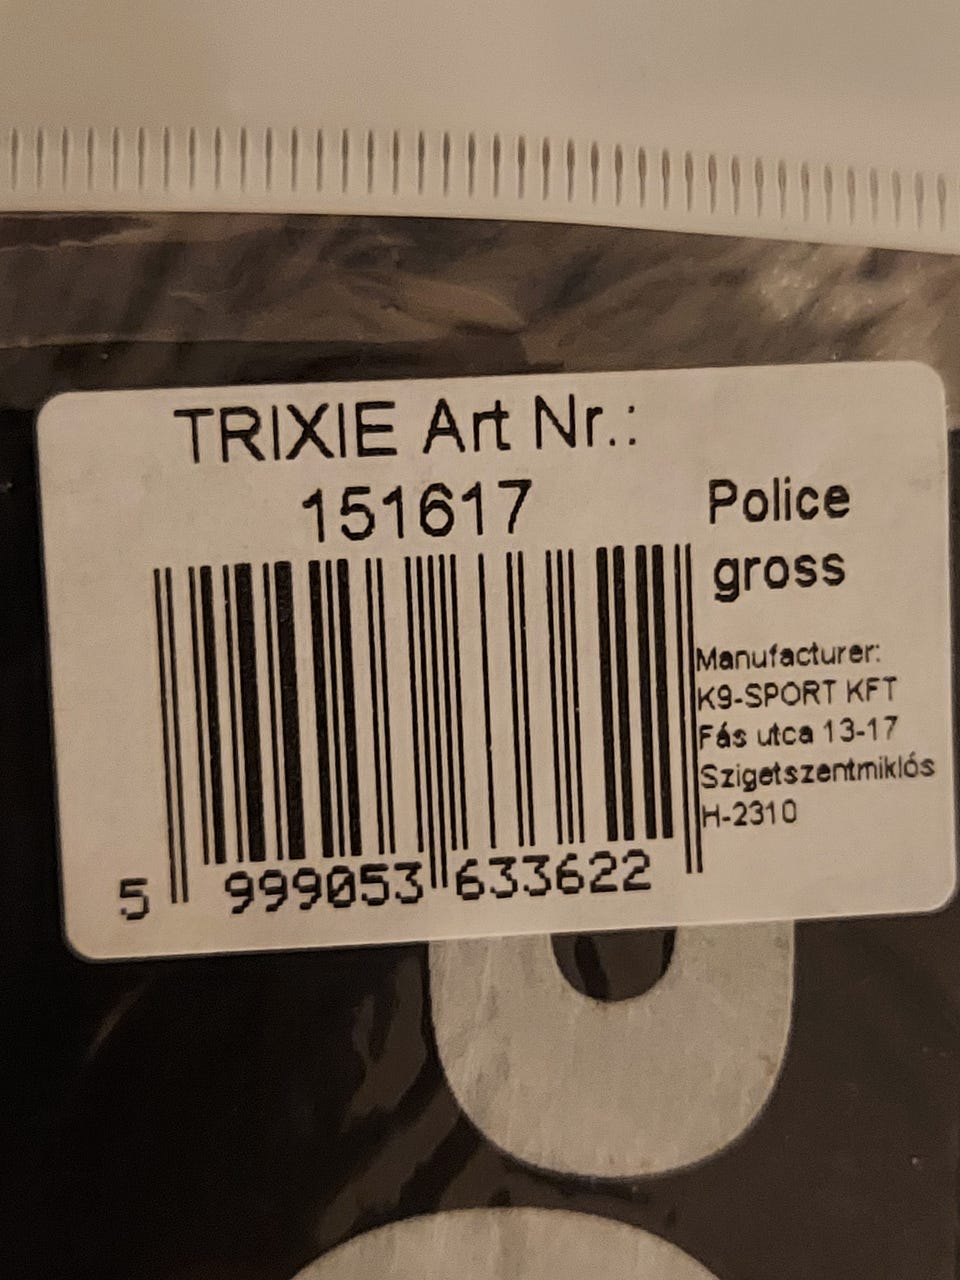 TRIXIE Art Nr.:
151617
Police
gross
Manufacturer:
K9-SPORT KFT
Fás utca 13-17
Szigetszentmiklós
H-2310
5 999053 633622